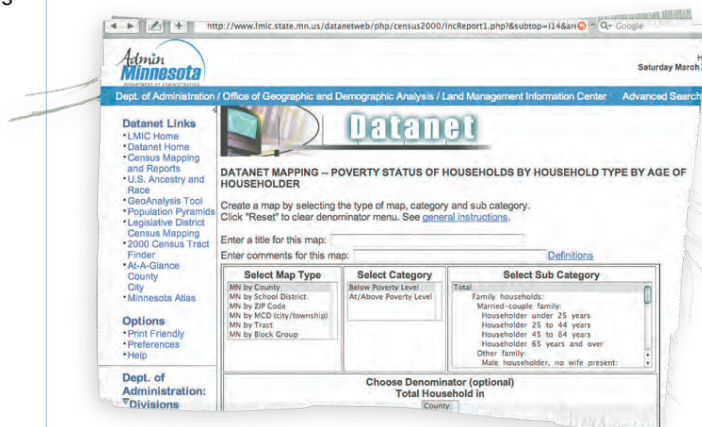 s
http://www.lmic.state.mn.us/datanetweb/php/census2000/IncReport1.php?&subtop=i14&an
Google
Admin
Minnesota
DEPARTMENT OF ADMINISTRATION
H
Saturday March
Dept. of Administration / Office of Geographic and Demographic Analysis / Land Management Information Center Advanced Search
Datanet Links
•LMIC Home
•Datanet Home
•Census Mapping
and Reports
•U.S. Ancestry and
Race
•GeoAnalysis Tool
•Population Pyramids
•Legislative District
Census Mapping
•2000 Census Tract
Finder
•At-A-Glance
County
City
•Minnesota Atlas
Options
•Print Friendly
•Preferences
•Help
Dept. of
Administration:
Divisions
Datanet
DATANET MAPPING -- POVERTY STATUS OF HOUSEHOLDS BY HOUSEHOLD TYPE BY AGE OF
HOUSEHOLDER
Create a map by selecting the type of map, category and sub category.
Click "Reset" to clear denominator menu. See general instructions.
Enter a title for this map:
Enter comments for this map: Definitions
Select Map Type
MN by County
MN by School District
MN by ZIP Code
MN by MCD (city/township)
MN by Tract
MN by Block Group
Select Category
Below Poverty Level
At/Above Poverty Level
Select Sub Category
Total
Family households:
Married-couple family:
Householder under 25 years
Householder 25 to 44 years
Householder 45 to 64 years
Householder 65 years and over
Other family:
Male householder, no wife present:
Choose Denominator (optional)
Total Household in
County